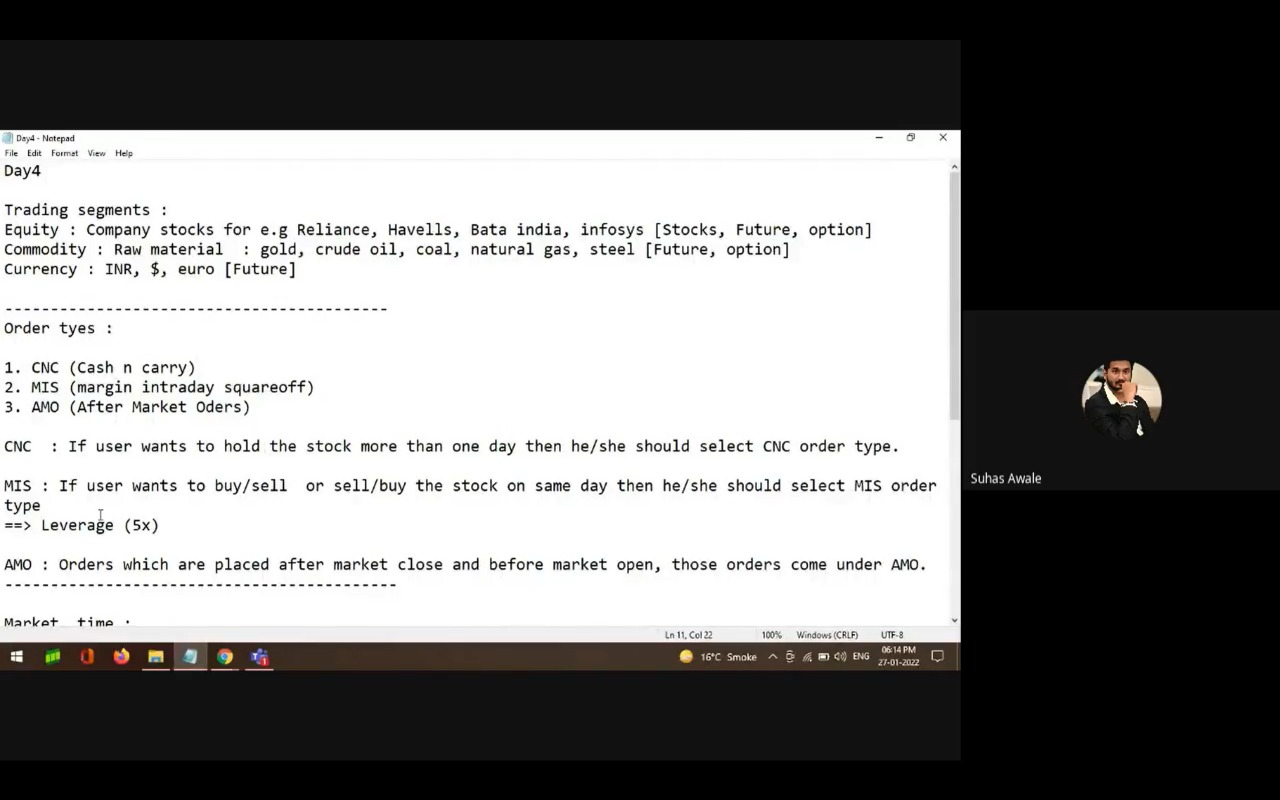 Day4 - Notepad
File Edit Format View Help
Day4
Trading segments :
Equity : Company stocks for e.g Reliance, Havells, Bata india, infosys [Stocks, Future, option]
Commodity : Raw material  : gold, crude oil, coal, natural gas, steel [Future, option]
Currency : INR, $, euro [Future]
------------------------------------------
Order tyes :
1. CNC (Cash n carry)
2. MIS (margin intraday squareoff)
3. AMO (After Market Oders)
CNC  : If user wants to hold the stock more than one day then he/she should select CNC order type.
MIS : If user wants to buy/sell  or sell/buy the stock on same day then he/she should select MIS order
type
==> Leverage (5x)
AMO : Orders which are placed after market close and before market open, those orders come under AMO.
-------------------------------------------
Market  time :
Ln 11, Col 22 100% Windows (CRLF) UTF-8
16°C Smoke ENG 06:14 PM
27-01-2022
Suhas Awale